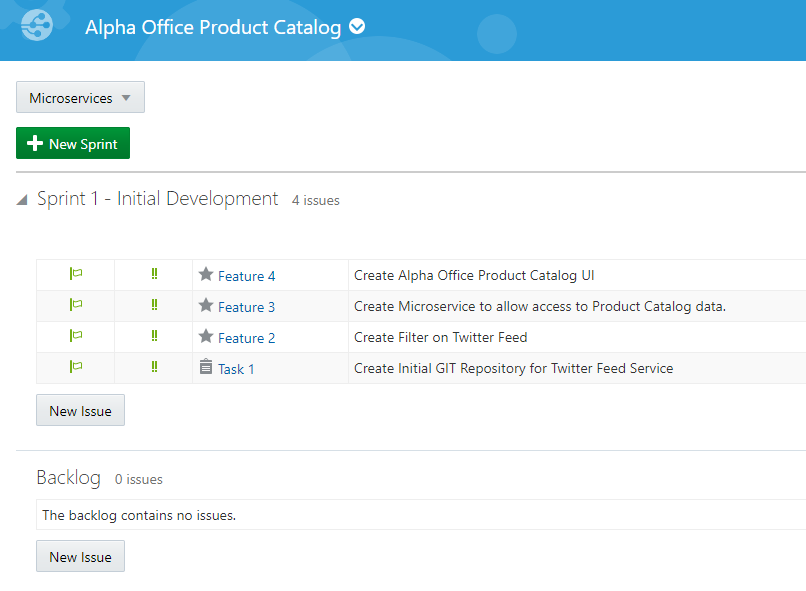 Alpha Office Product Catalog
Microservices
New Sprint
Sprint 1 - Initial Development 4 issues
!! Feature 4 Create Alpha Office Product Catalog UI
!! Feature 3 Create Microservice to allow access to Product Catalog data.
!! Feature 2 Create Filter on Twitter Feed
!! Task 1 Create Initial GIT Repository for Twitter Feed Service
New Issue
Backlog 0 issues
The backlog contains no issues.
New Issue